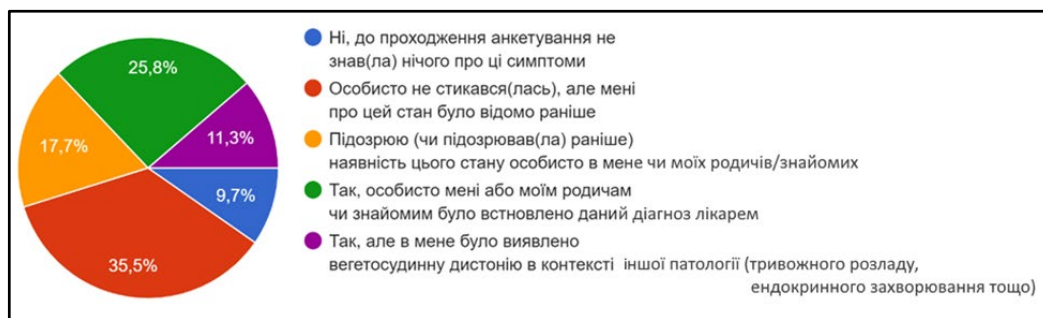 25,8%
11,3%
17,7%
9,7%
35,5%
Ні, до проходження анкетування не
знав(ла) нічого про ці симптоми
Особисто не стикався(лась), але мені
про цей стан було відомо раніше
Підозрюю (чи підозрював(ла) раніше)
наявність цього стану особисто в мене чи моїх родичів/знайомих
Так, особисто мені або моїм родичам
чи знайомим було встновлено даний діагноз лікарем
Так, але в мене було виявлено
вегетосудинну дистонію в контексті іншої патології (тривожного розладу,
ендокринного захворювання тощо)